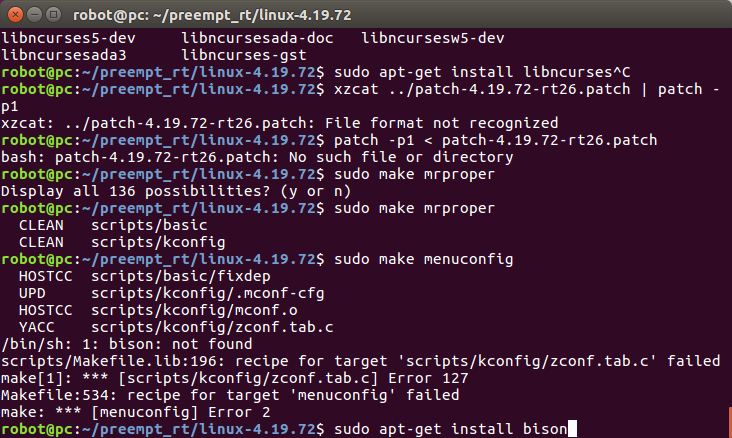 robot@pc: ~/preempt_rt/linux-4.19.72
libncurses5-dev     libncursesada-doc   libncursesw5-dev
libncursesada3      libncurses-gst
robot@pc:~/preempt_rt/linux-4.19.72$ sudo apt-get install libncurses^C
robot@pc:~/preempt_rt/linux-4.19.72$ xzcat ../patch-4.19.72-rt26.patch | patch -
p1
xzcat: ../patch-4.19.72-rt26.patch: File format not recognized
robot@pc:~/preempt_rt/linux-4.19.72$ patch -p1 < patch-4.19.72-rt26.patch
bash: patch-4.19.72-rt26.patch: No such file or directory
robot@pc:~/preempt_rt/linux-4.19.72$ sudo make mrproper
Display all 136 possibilities? (y or n)
robot@pc:~/preempt_rt/linux-4.19.72$ sudo make mrproper
  CLEAN   scripts/basic
  CLEAN   scripts/kconfig
robot@pc:~/preempt_rt/linux-4.19.72$ sudo make menuconfig
  HOSTCC  scripts/basic/fixdep
  UPD     scripts/kconfig/.mconf-cfg
  HOSTCC  scripts/kconfig/mconf.o
  YACC    scripts/kconfig/zconf.tab.c
/bin/sh: 1: bison: not found
scripts/Makefile.lib:196: recipe for target 'scripts/kconfig/zconf.tab.c' failed
make[1]: *** [scripts/kconfig/zconf.tab.c] Error 127
Makefile:534: recipe for target 'menuconfig' failed
make: *** [menuconfig] Error 2
robot@pc:~/preempt_rt/linux-4.19.72$ sudo apt-get install bison